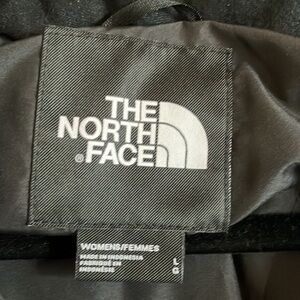 THE
NORTH
®FACE
WOMENS/FEMMES
MADE IN INDONESIA
FABRIQUÉ EN
INDONÉSIE
L
G